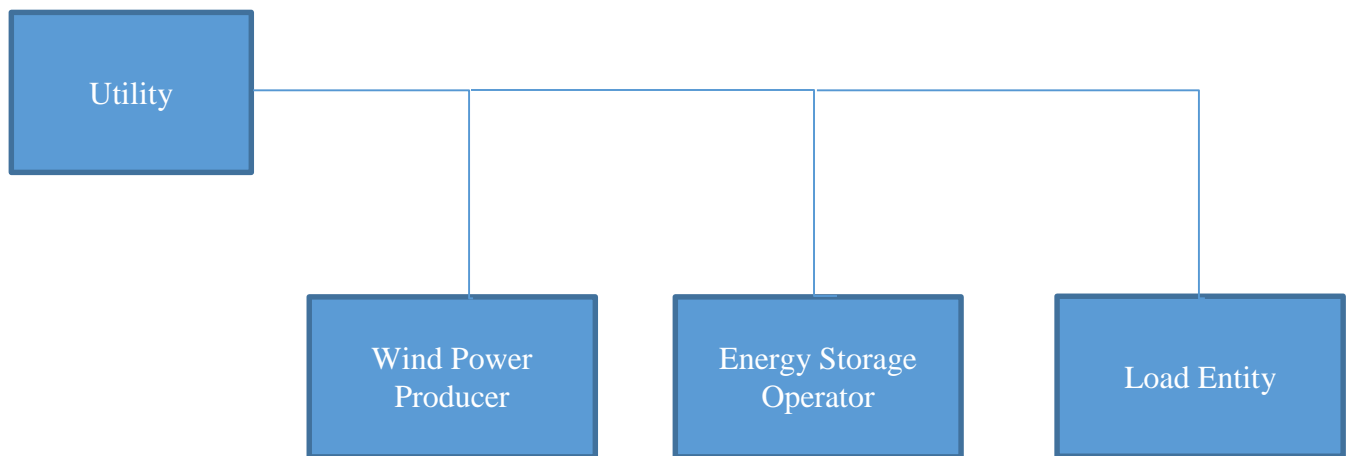 Utility
Wind Power
Producer
Energy Storage
Operator
Load Entity